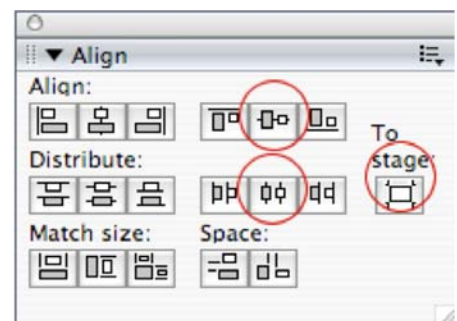 Align
Align:
To
stage:
Distribute:
Match size:
Space: